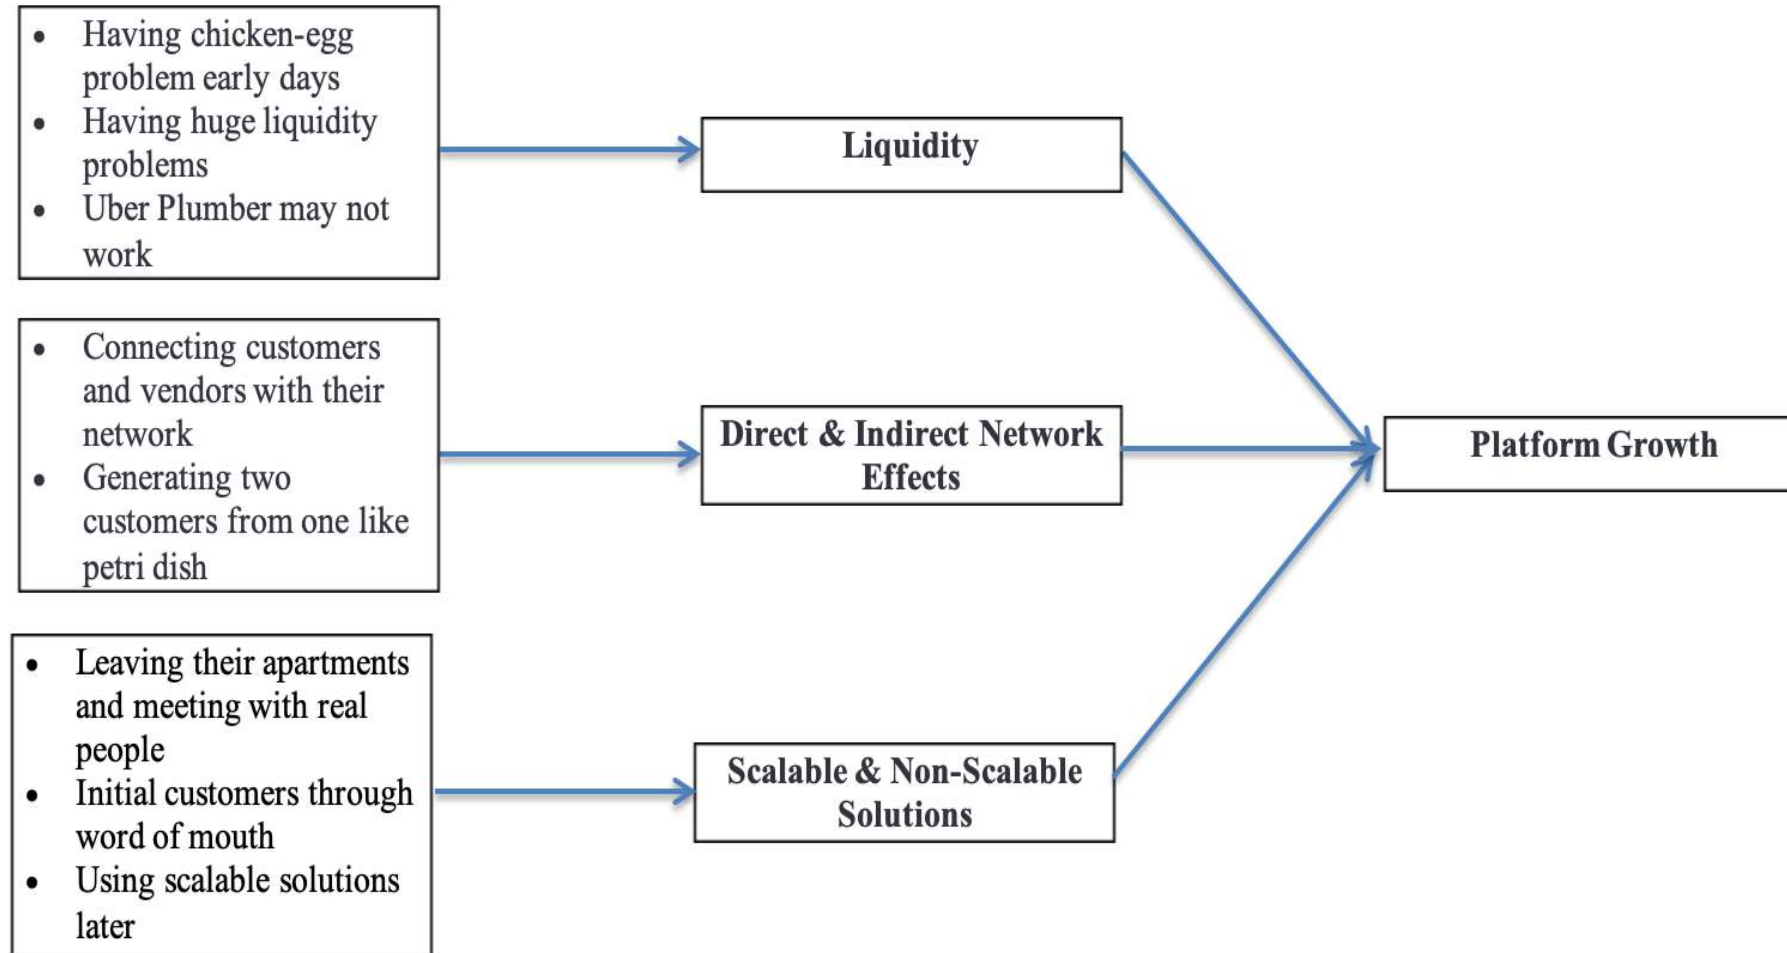 • Having chicken-egg
problem early days
• Having huge liquidity
problems
• Uber Plumber may not
work
Liquidity
• Connecting customers
and vendors with their
network
• Generating two
customers from one like
petri dish
Direct & Indirect Network
Effects
Platform Growth
• Leaving their apartments
and meeting with real
people
• Initial customers through
word of mouth
• Using scalable solutions
later
Scalable & Non-Scalable
Solutions